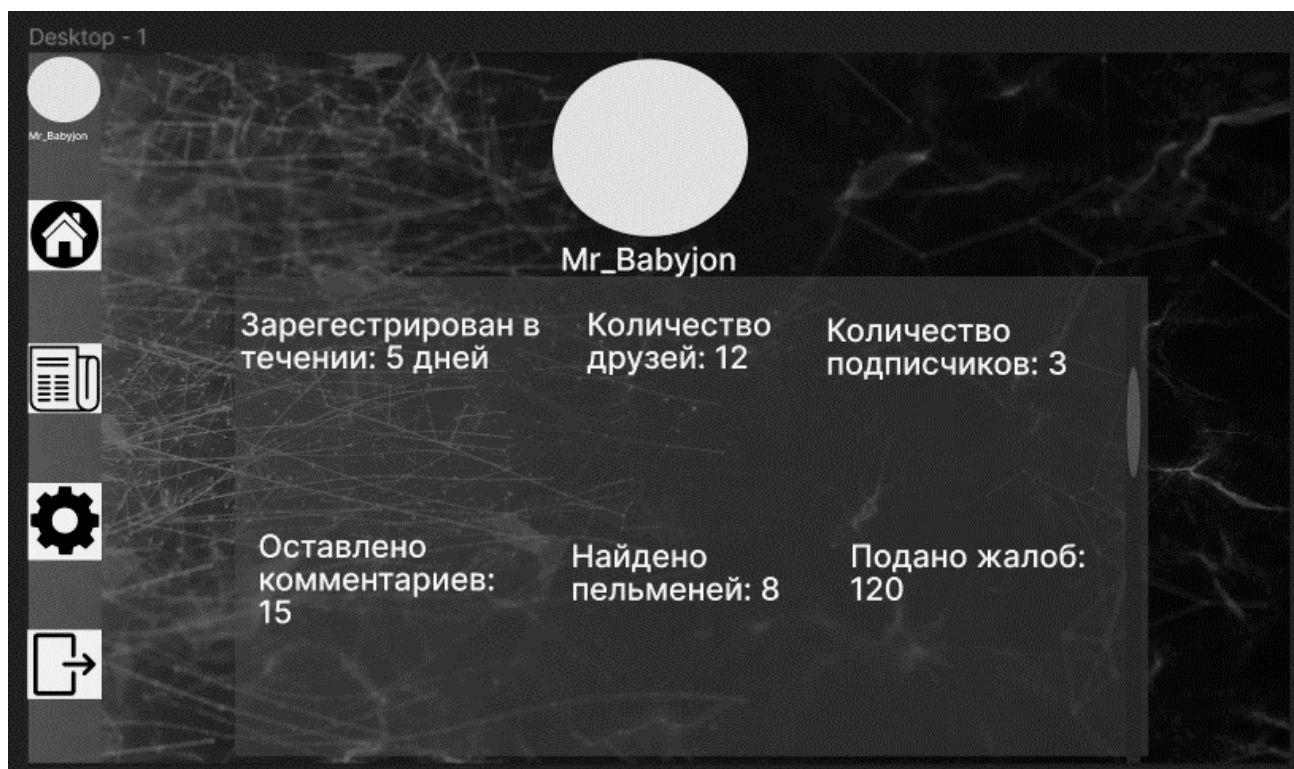 Desktop - 1
Mr_Babyjon
Mr_Babyjon
Зарегестрирован в
течении: 5 дней
Количество
друзей: 12
Количество
подписчиков: 3
Оставлено
комментариев:
15
Найдено
пельменей: 8
Подано жалоб:
120